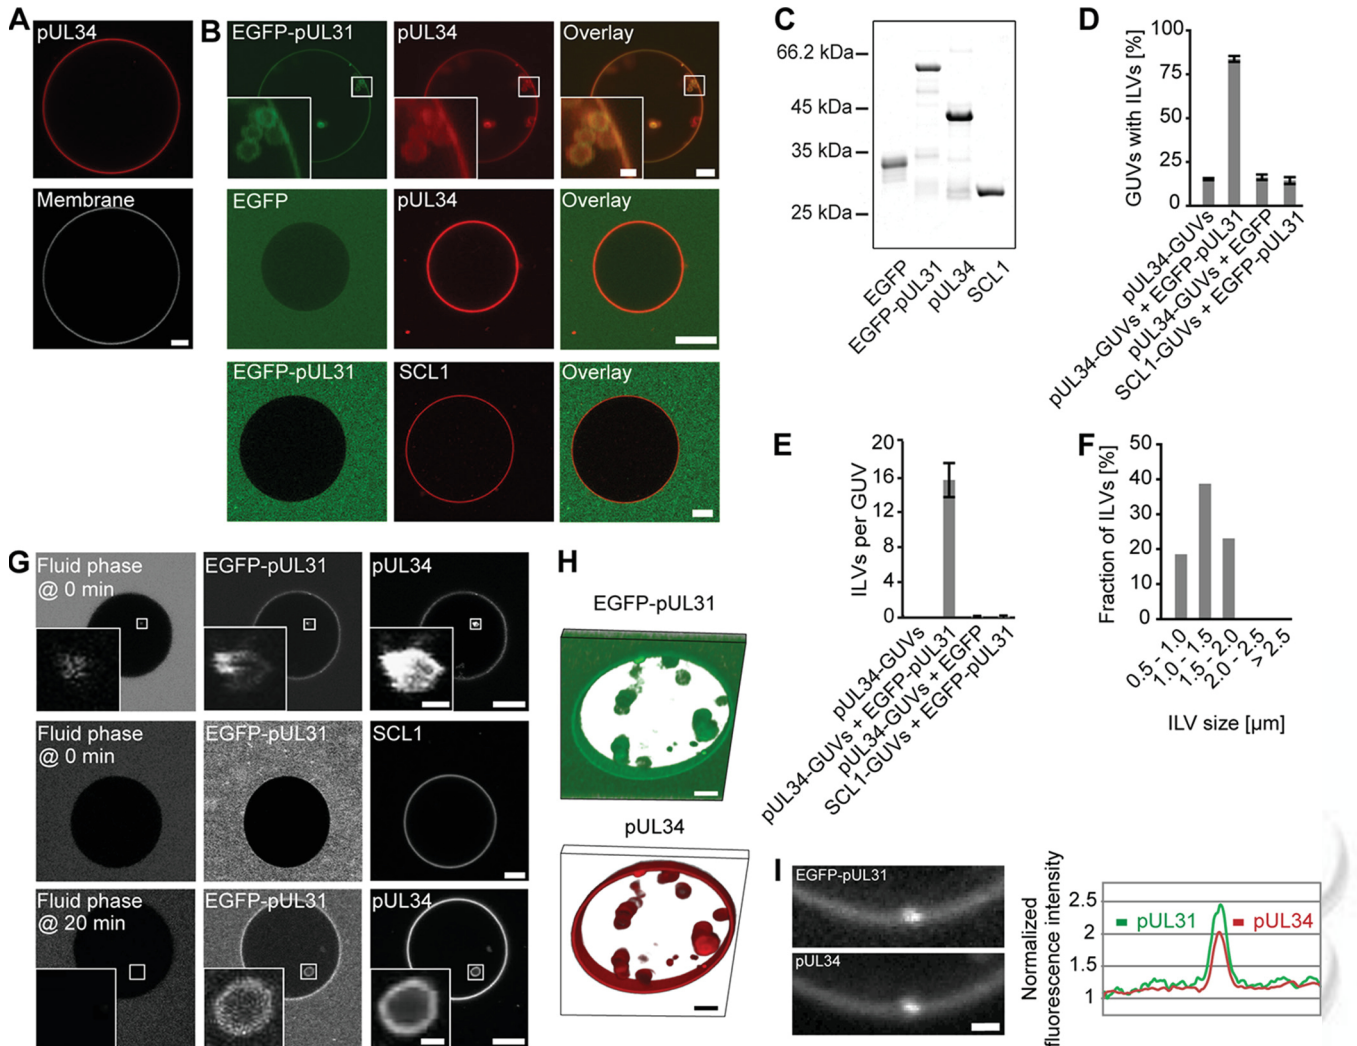 A
pUL34
Membrane
B
EGFP-pUL31
pUL34
Overlay
EGFP
pUL34
Overlay
EGFP-pUL31
SCL1
Overlay
C
66.2 kDa
45 kDa
35 kDa
25 kDa
EGFP
EGFP-pUL31
pUL34
SCL1
D
GUVs with ILVs [%]
100
75
50
25
0
pUL34-GUVs
pUL34-GUVs + EGFP-pUL31
pUL34-GUVs + EGFP
SCL1-GUVs + EGFP-pUL31
E
ILVs per GUV
20
16
12
8
4
0
pUL34-GUVs
pUL34-GUVs + EGFP-pUL31
pUL34-GUVs + EGFP
SCL1-GUVs + EGFP-pUL31
F
Fraction of ILVs [%]
50
40
30
20
10
0
0.5 - 1.0
1.0 - 1.5
1.5 - 2.0
2.0 - 2.5
> 2.5
ILV size [µm]
G
Fluid phase
@ 0 min
EGFP-pUL31
pUL34
Fluid phase
@ 0 min
EGFP-pUL31
SCL1
Fluid phase
@ 20 min
EGFP-pUL31
pUL34
H
EGFP-pUL31
pUL34
I
EGFP-pUL31
pUL34
Normalized
fluorescence intensity
2.5
2
1.5
1
pUL31
pUL34